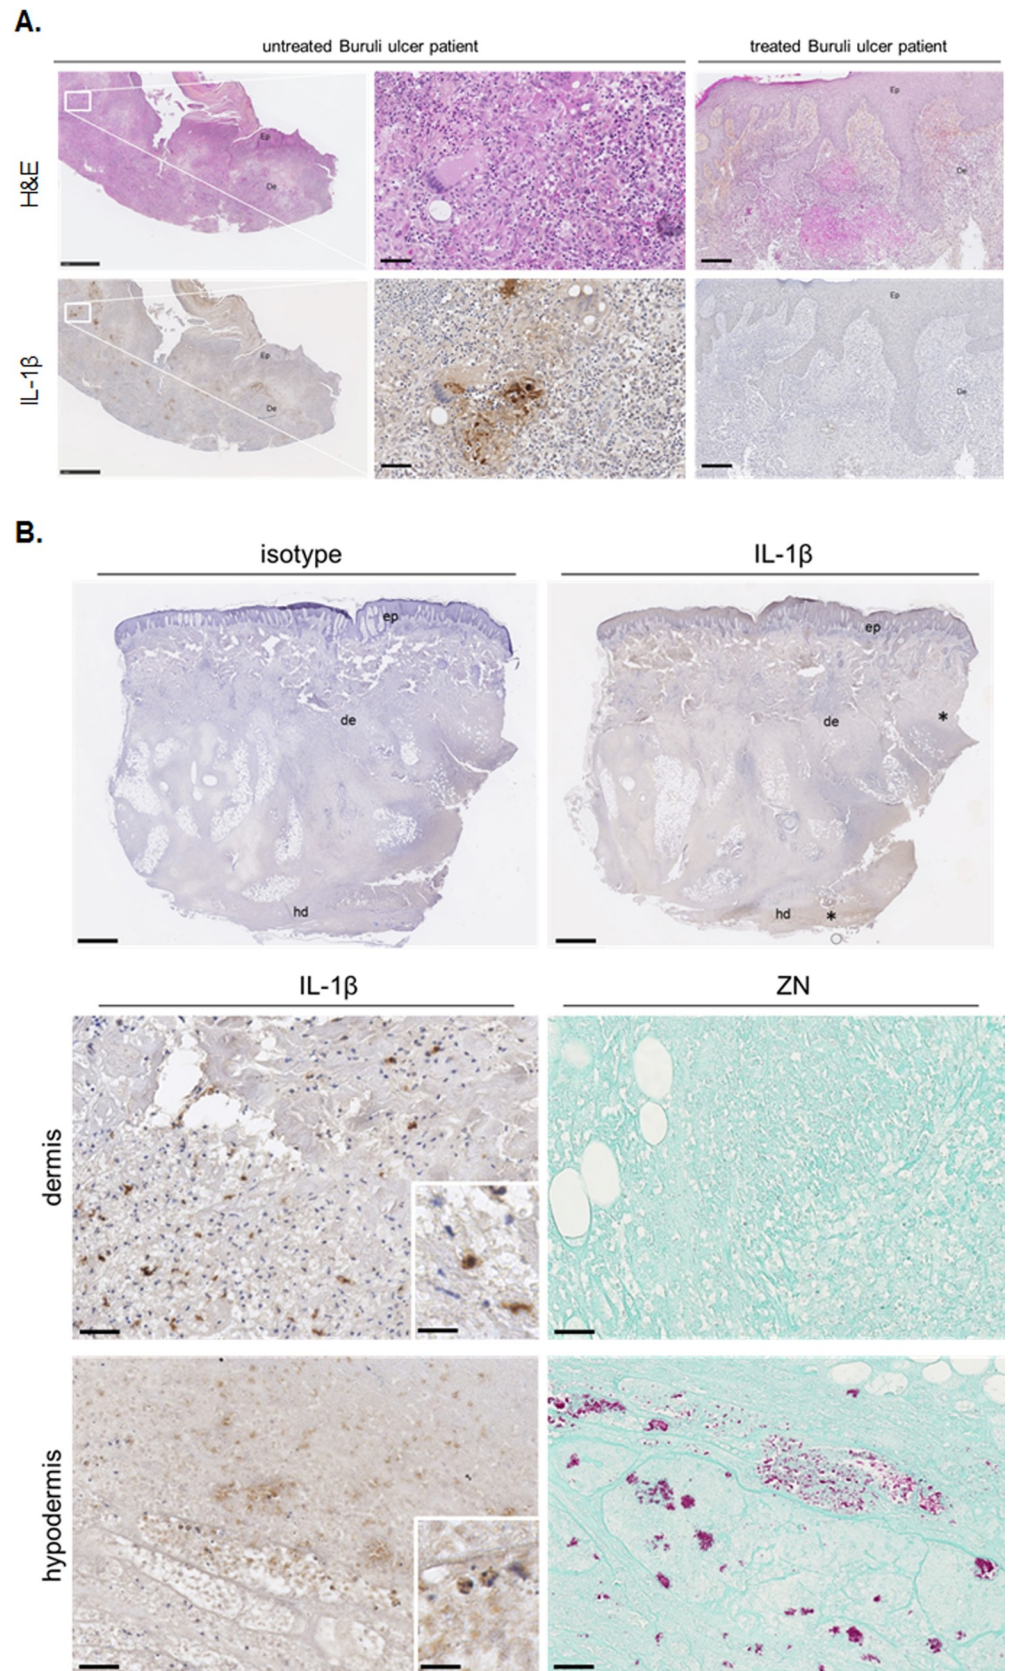 A.
untreated Buruli ulcer patient
treated Buruli ulcer patient
H&E
Ep
De
Ep
De
IL-1β
Ep
De
Ep
De
B.
isotype
IL-1β
ep
de
hd
ep
de
*
hd
*
IL-1β
ZN
dermis
hypodermis